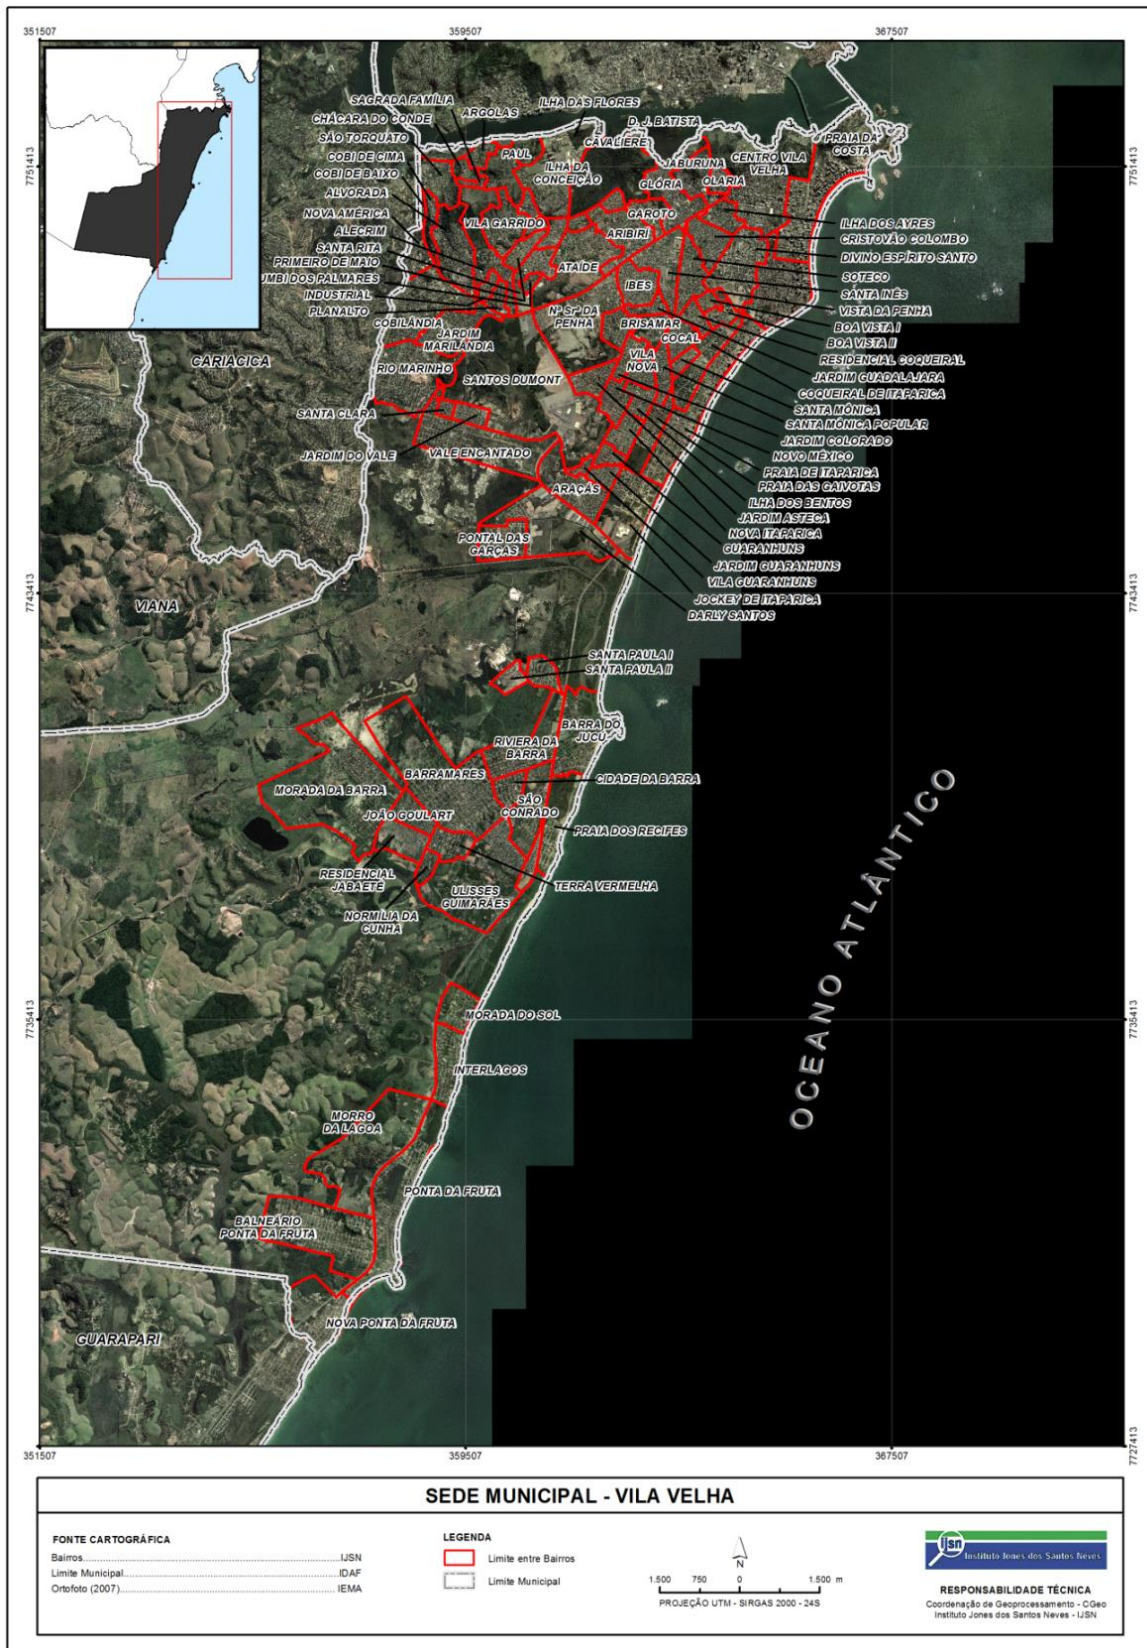 351507
359507
367507
7751413
7751413
SAGRADA FAMÍLIA
CHÁCARA DO CONDE
ARGOLAS
ILHA DAS FLORES
SÃO TORQUATO
D. J. BATISTA
COBI DE CIMA
PAUL
CAVALIERE
PRAIA DA
COSTA
COBI DE BAIXO
ILHA DA
CONCEIÇÃO
JABURUNA
CENTRO VILA
VELHA
ALVORADA
GLÓRIA
OLARIA
NOVA AMÉRICA
VILA GARRIDO
GAROTO
ILHA DOS AYRES
ALECRIM
ARIBIRI
CRISTOVÃO COLOMBO
SANTA RITA
DIVINO ESPÍRITO SANTO
PRIMEIRO DE MAIO
ATAÍDE
SOTECO
UMBI DOS PALMARES
IBES
SANTA INÊS
INDUSTRIAL
VISTA DA PENHA
PLANALTO
Nª Srª DA
PENHA
BOA VISTA I
COBILÂNDIA
BRISAMAR
BOA VISTA II
JARDIM
MARILÂNDIA
COCAL
RESIDENCIAL COQUEIRAL
CARIACICA
RIO MARINHO
VILA
NOVA
JARDIM GUADALAJARA
SANTOS DUMONT
COQUEIRAL DE ITAPARICA
SANTA CLARA
SANTA MÔNICA
SANTA MÔNICA POPULAR
JARDIM COLORADO
JARDIM DO VALE
VALE ENCANTADO
NOVO MÉXICO
PRAIA DE ITAPARICA
PRAIA DAS GAIVOTAS
ARAÇÁS
ILHA DOS BENTOS
JARDIM ASTECA
NOVA ITAPARICA
PONTAL DAS
GARÇAS
GUARANHUNS
JARDIM GUARANHUNS
VILA GUARANHUNS
JOCKEY DE ITAPARICA
DARLY SANTOS
7743413
7743413
VIANA
SANTA PAULA I
SANTA PAULA II
BARRA DO
JUCU
RIVIERA DA
BARRA
BARRAMARES
CIDADE DA BARRA
MORADA DA BARRA
SÃO
CONRADO
JOÃO GOULART
PRAIA DOS RECIFES
RESIDENCIAL
JABAETÉ
TERRA VERMELHA
ULISSES
GUIMARÃES
NORMÍLIA DA
CUNHA
OCEANO ATLÂNTICO
7735413
7735413
MORADA DO SOL
INTERLAGOS
MORRO
DA LAGOA
PONTA DA FRUTA
BALNEÁRIO
PONTA DA FRUTA
NOVA PONTA DA FRUTA
GUARAPARI
7727413
351507
359507
367507
SEDE MUNICIPAL - VILA VELHA
FONTE CARTOGRÁFICA
Bairros......IJSN
Limite Municipal......IDAF
Ortofoto (2007)......IEMA
LEGENDA
Limite entre Bairros
Limite Municipal
N
1.500 750 0 1.500 m
PROJEÇÃO UTM - SIRGAS 2000 - 24S
ijsn Instituto Jones dos Santos Neves
RESPONSABILIDADE TÉCNICA
Coordenação de Geoprocessamento - CGeo
Instituto Jones dos Santos Neves - IJSN